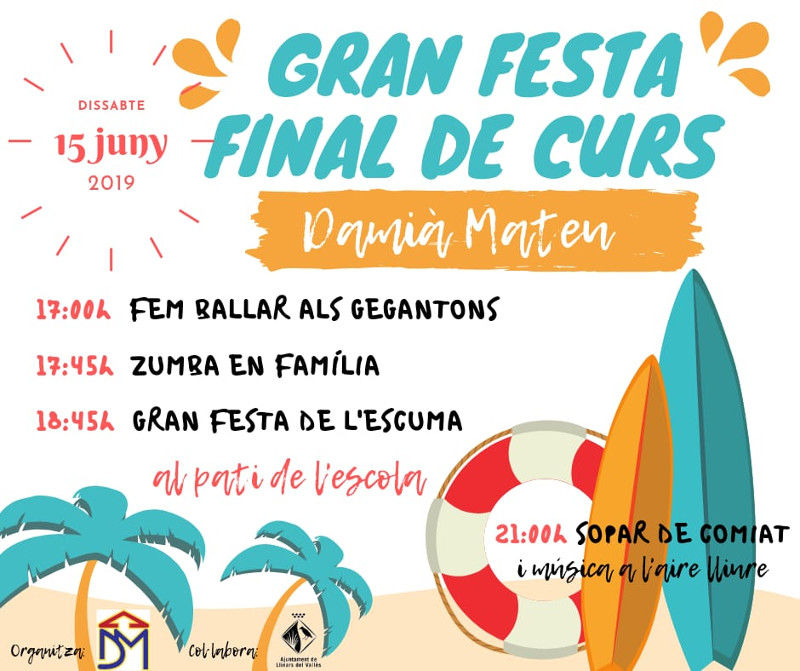 DISSABTE
15 juny
2019
GRAN FESTA
FINAL DE CURS
Damià Mateu
17:00h FEM BALLAR ALS GEGANTONS
17:45h ZUMBA EN FAMÍLIA
18:45h GRAN FESTA DE L'ESCUMA
al pati de l'escola
21:00h SOPAR DE COMIAT
i música a l'aire lliure
Organitza:
DM
Col·labora:
Ajuntament de
Llinars del Vallès